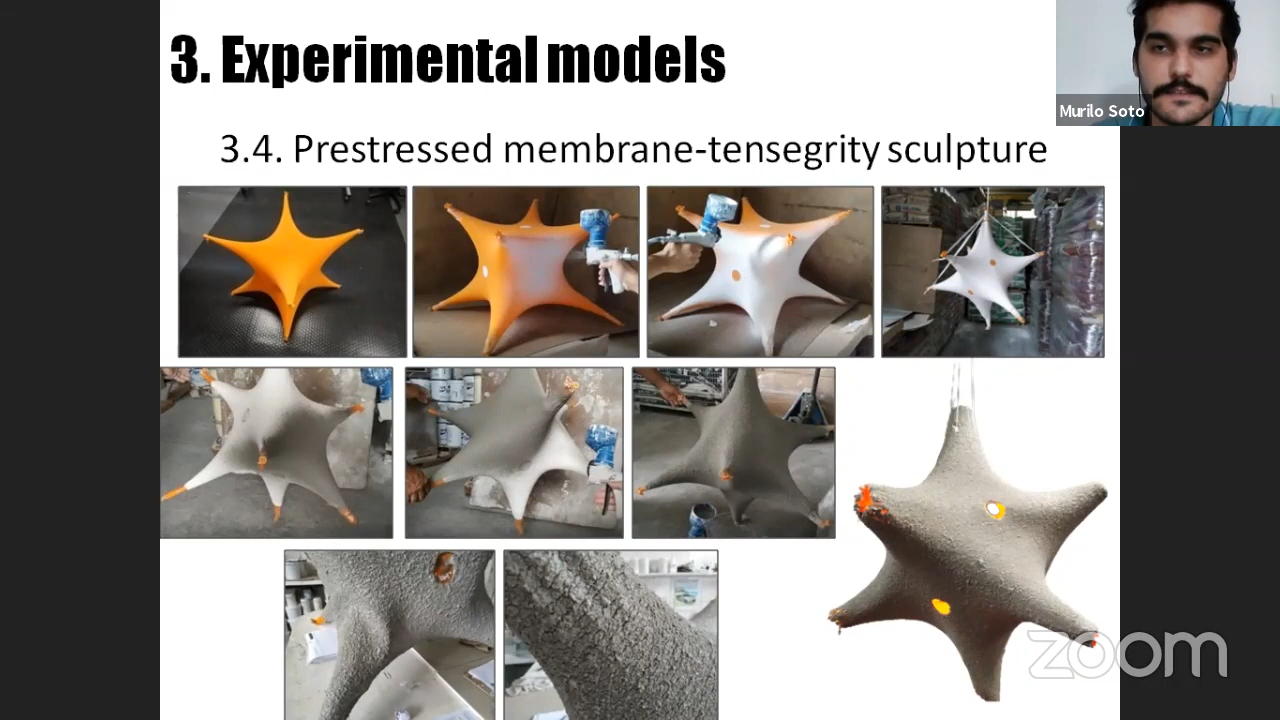 3. Experimental models
Murilo Soto
3.4. Prestressed membrane-tensegrity sculpture
zoom